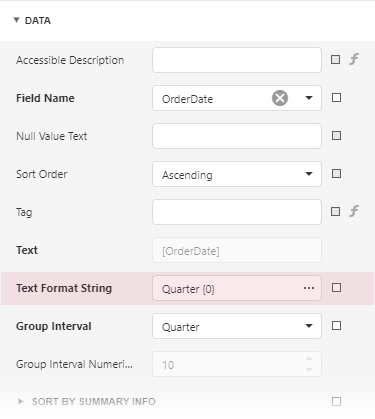 DATA
Accessible Description
Field Name OrderDate
Null Value Text
Sort Order Ascending
Tag
Text [OrderDate]
Text Format String Quarter {0} ...
Group Interval Quarter
Group Interval Numeri... 10
SORT BY SUMMARY INFO